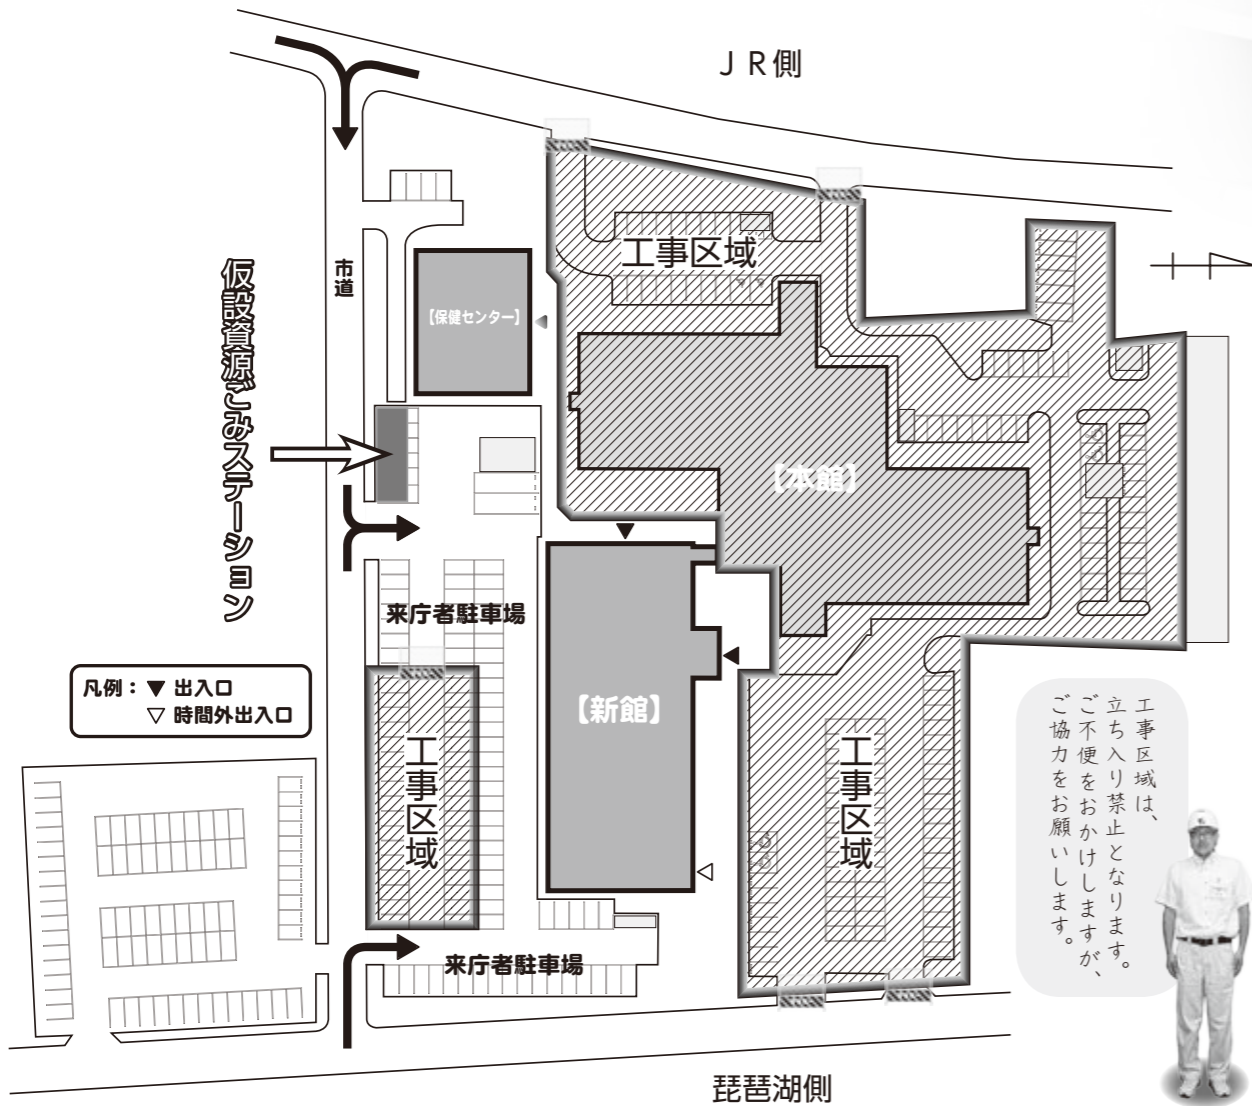 ＪＲ側
工事区域
市道
仮設資源ごみステーション
【保健センター】
【本館】
来庁者駐車場
凡例：▼ 出入口
▽ 時間外出入口
【新館】
工事区域
工事区域
工事区域は、
立ち入り禁止となります。
ご不便をおかけしますが、
ご協力をお願いします。
来庁者駐車場
琵琶湖側